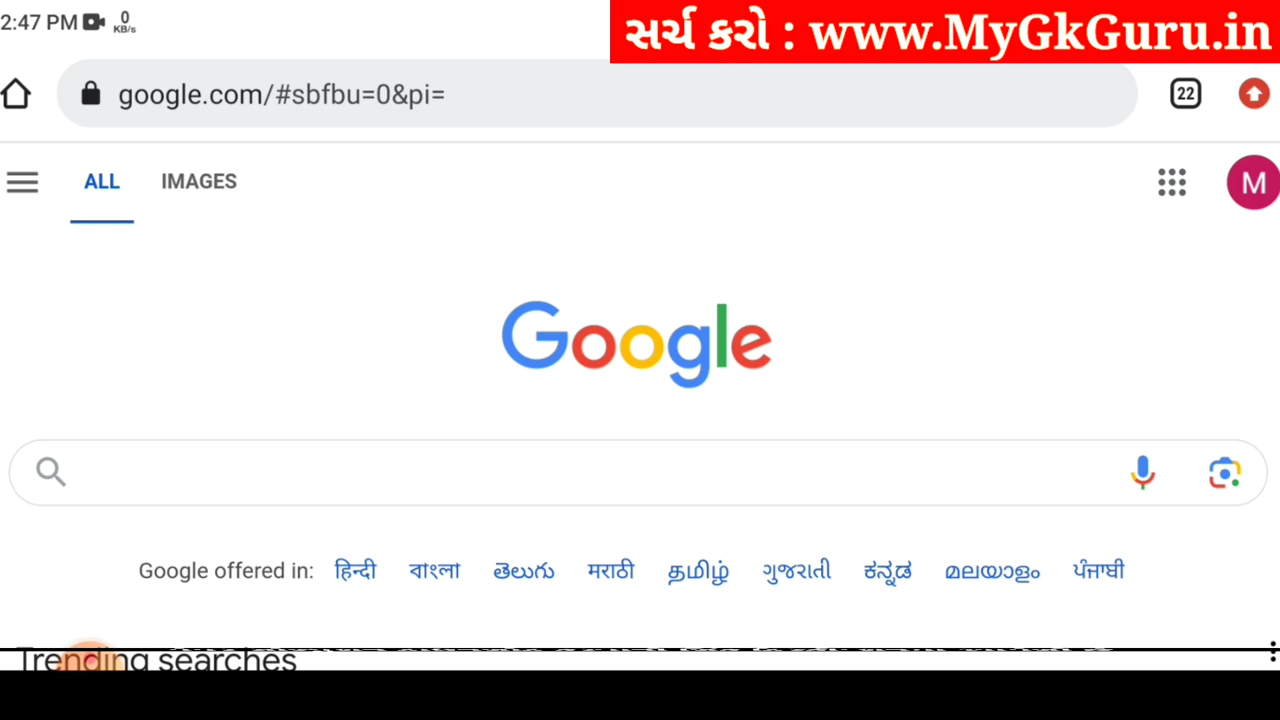 2:47 PM 0 KB/s
સર્ચ કરો : www.MyGkGuru.in
google.com/#sbfbu=0&pi=
22
ALL IMAGES
M
Google
Google offered in: हिन्दी বাংলা తెలుగు मराठी தமிழ் ગુજરાતી ಕನ್ನಡ മലയാളം ਪੰਜਾਬੀ
Trending searches